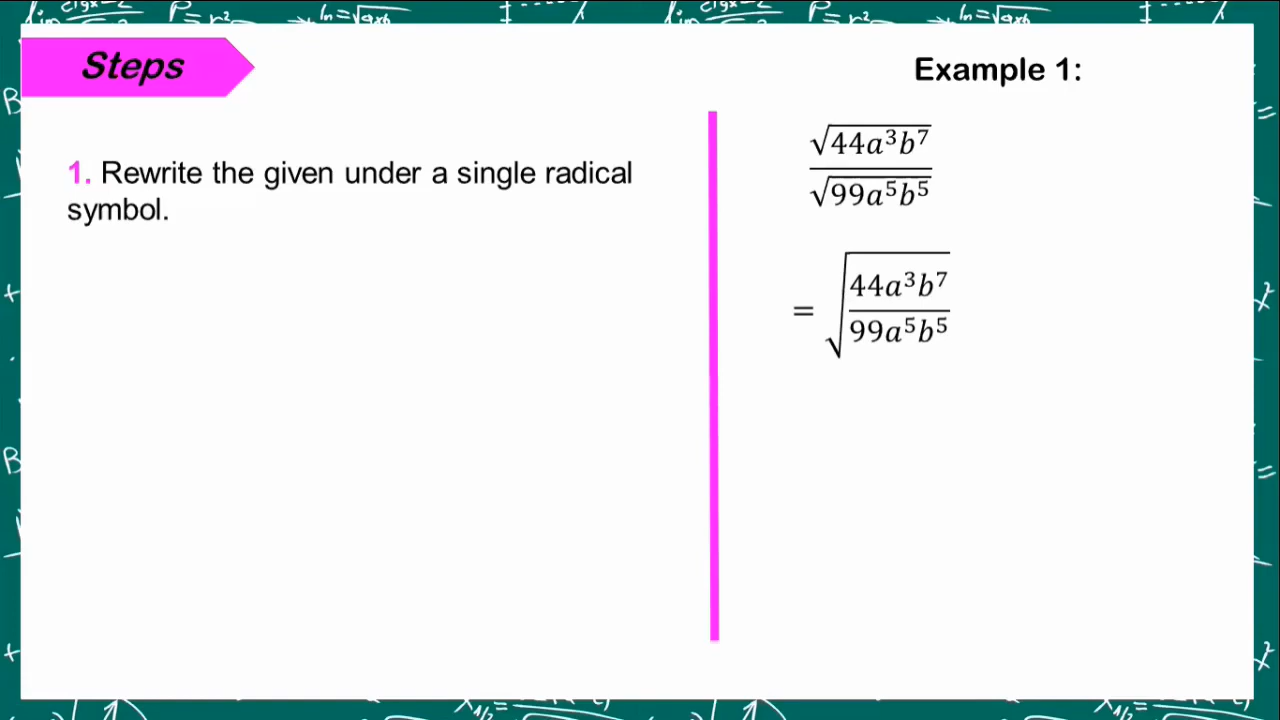 Steps
Example 1:
1. Rewrite the given under a single radical
symbol.
√44a³b⁷
√99a⁵b⁵
= √44a³b⁷
99a⁵b⁵